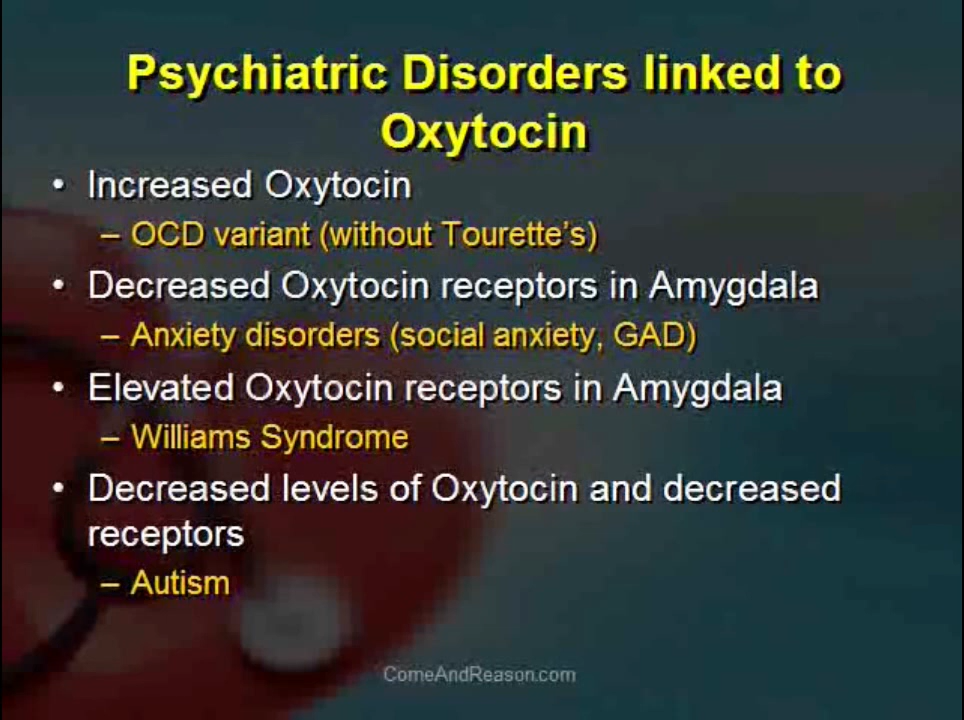 Psychiatric Disorders linked to
Oxytocin
• Increased Oxytocin
– OCD variant (without Tourette's)
• Decreased Oxytocin receptors in Amygdala
– Anxiety disorders (social anxiety, GAD)
• Elevated Oxytocin receptors in Amygdala
– Williams Syndrome
• Decreased levels of Oxytocin and decreased
receptors
– Autism
ComeAndReason.com